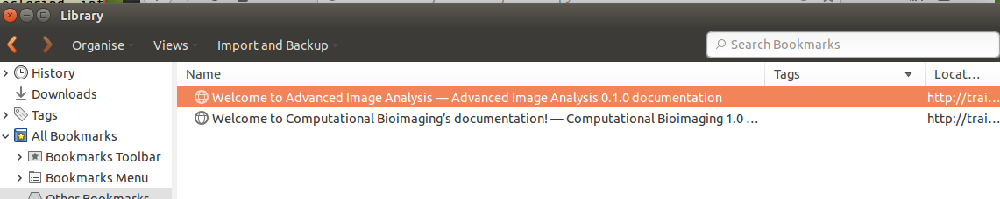 Library
Organise Views Import and Backup Search Bookmarks
History Name Tags Locat...
Downloads Welcome to Advanced Image Analysis — Advanced Image Analysis 0.1.0 documentation http://trai...
Tags Welcome to Computational Bioimaging's documentation! — Computational Bioimaging 1.0 ... http://trai...
All Bookmarks
Bookmarks Toolbar
Bookmarks Menu
Other Bookmarks